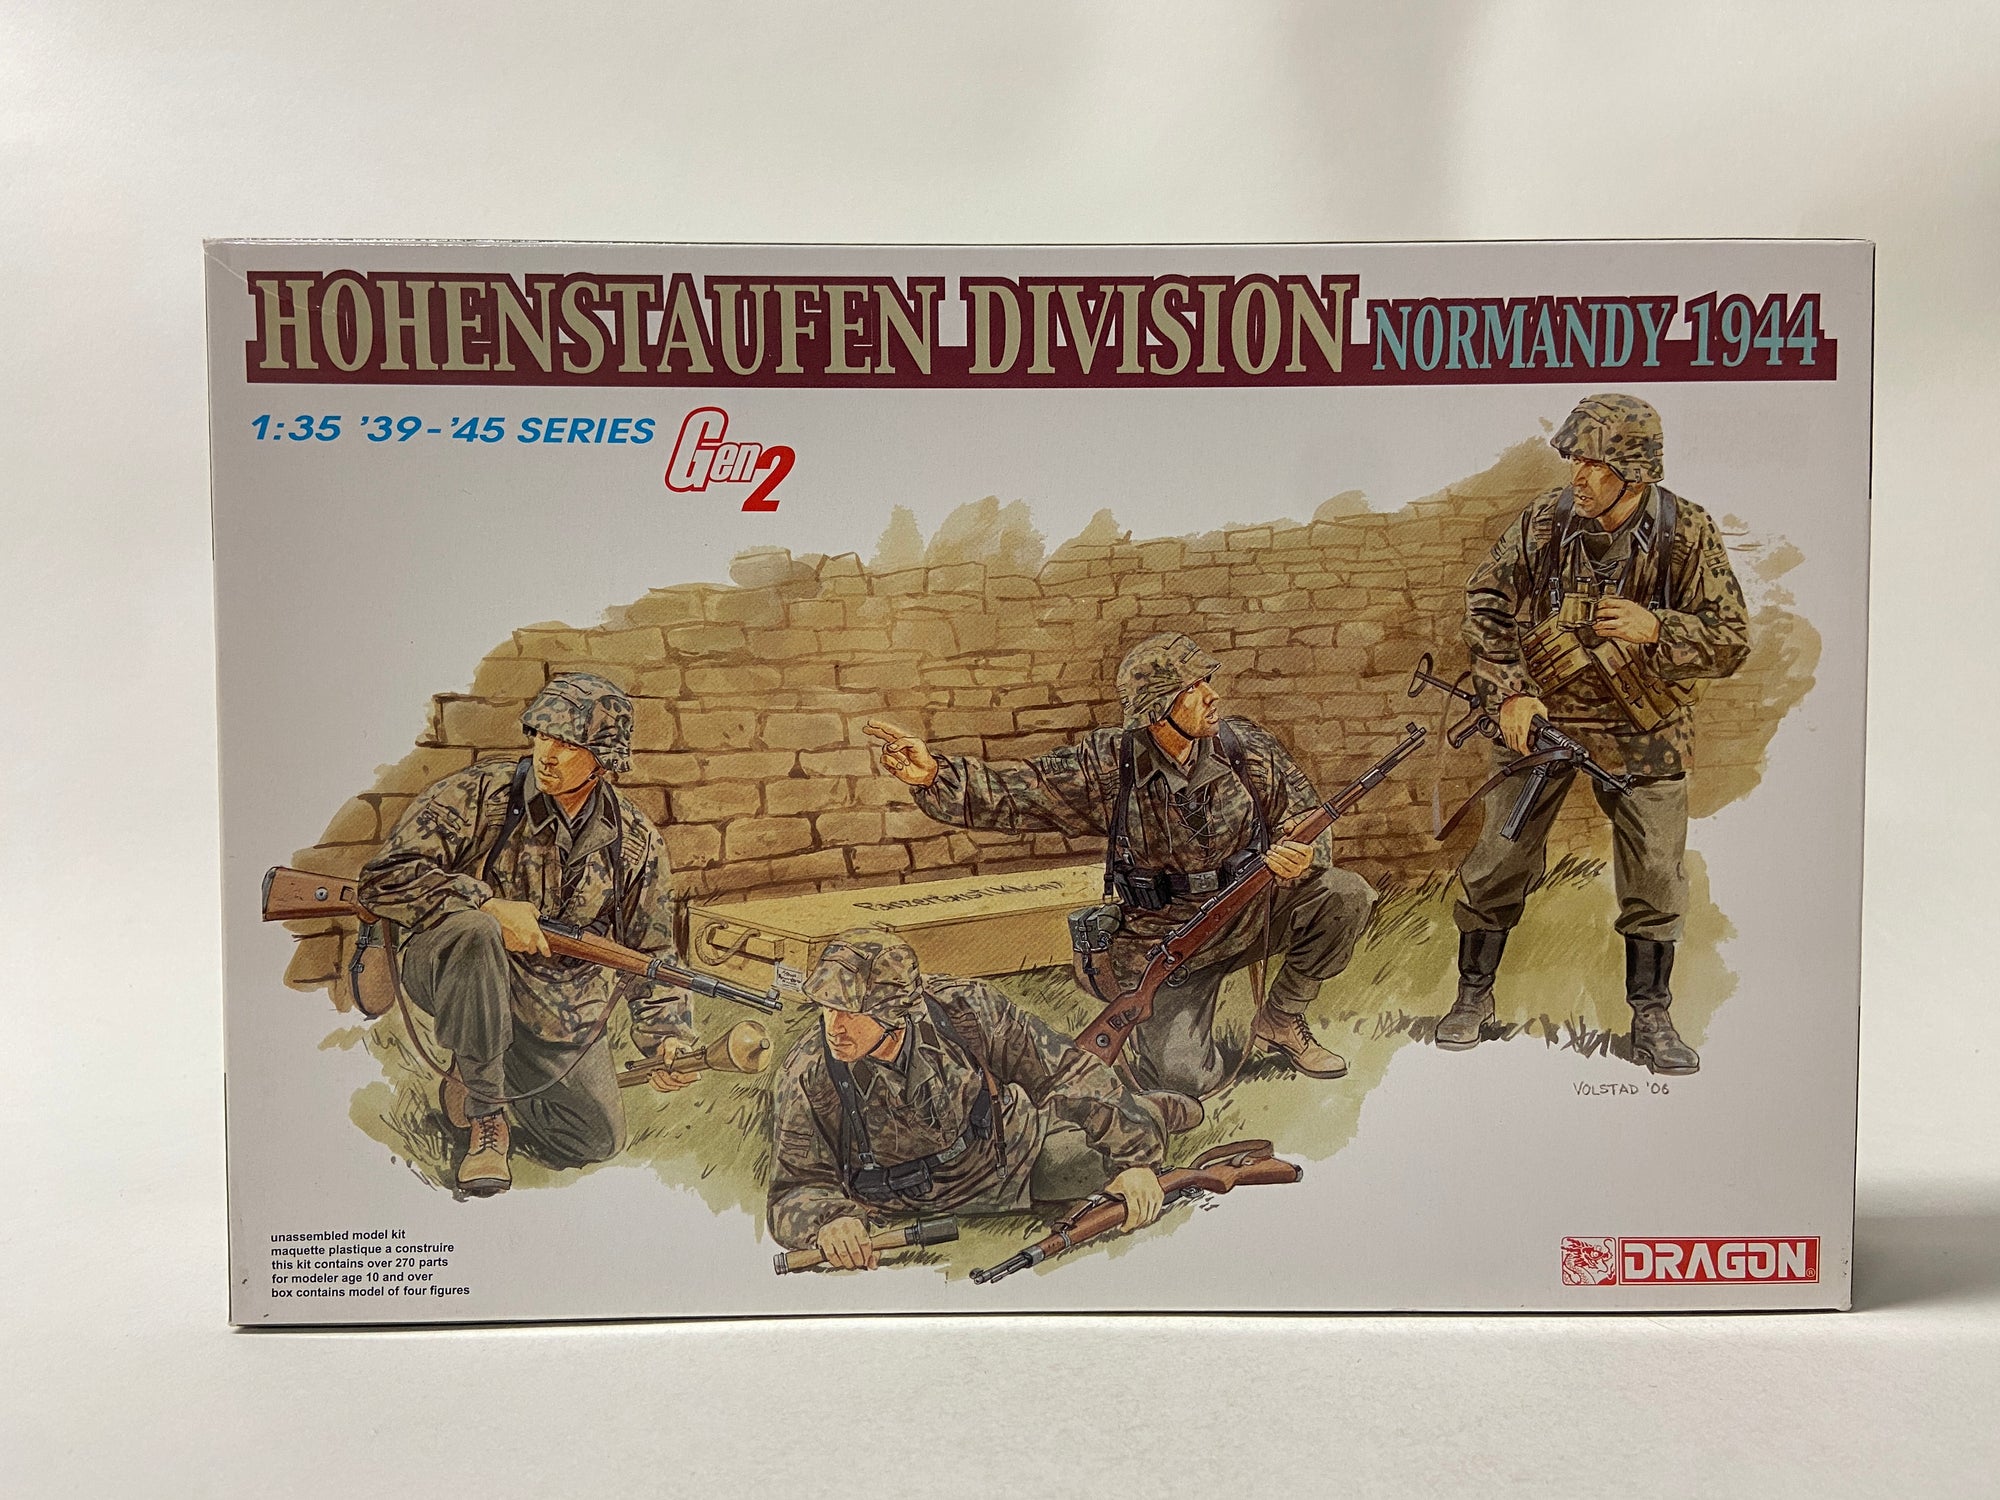 HOHENSTAUFEN DIVISION NORMANDY 1944
1:35 '39-'45 SERIES Gen2
VOLSTAD '06
unassembled model kit
maquette plastique a construire
this kit contains over 270 parts
for modeler age 10 and over
box contains model of four figures
DRAGON®